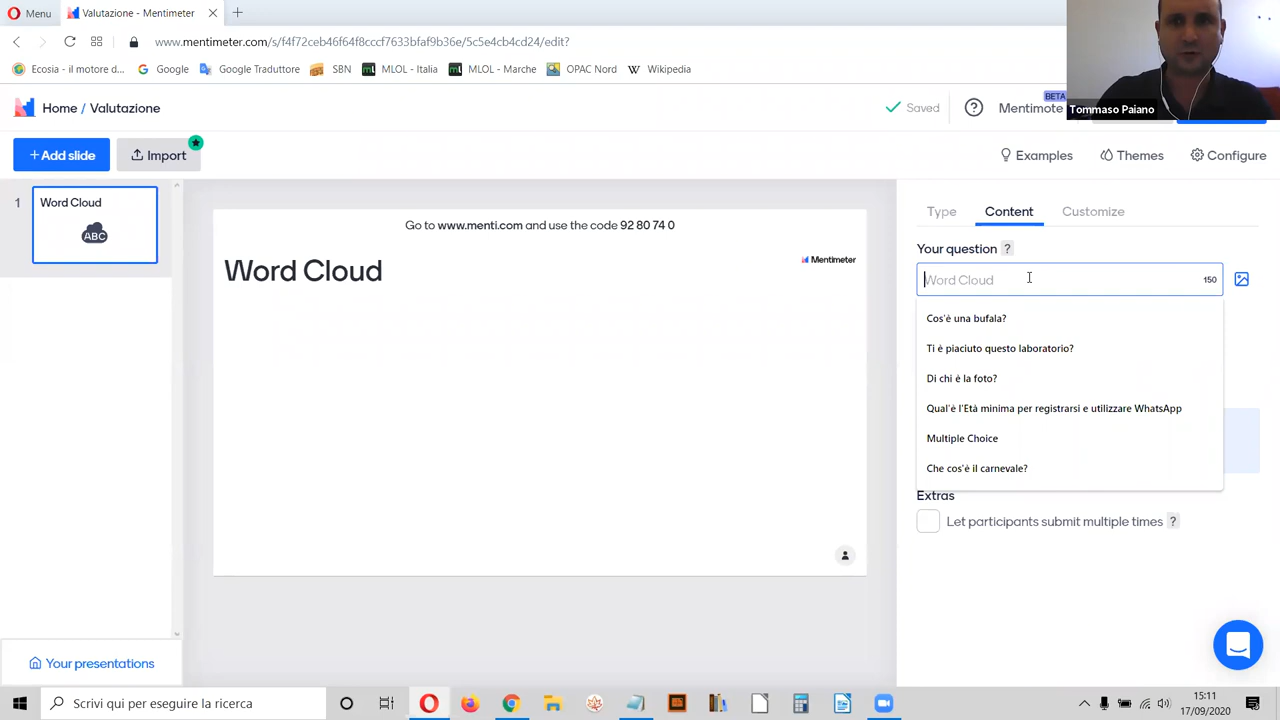 Menu
Valutazione - Mentimeter
www.mentimeter.com/s/f4f72ceb46f64f8cccf7633bfaf9b36e/5c5e4cb4cd24/edit?
Ecosia - il motore d...
Google
Google Traduttore
SBN
MLOL - Italia
MLOL - Marche
OPAC Nord
Wikipedia
Home / Valutazione
Saved
BETA
Mentimote
Tommaso Paiano
+ Add slide
Import
Examples
Themes
Configure
1
Word Cloud
ABC
Go to www.menti.com and use the code 92 80 74 0
Word Cloud
Mentimeter
Type
Content
Customize
Your question ?
Word Cloud
150
Cos'è una bufala?
Ti è piaciuto questo laboratorio?
Di chi è la foto?
Qual'è l'Età minima per registrarsi e utilizzare WhatsApp
Multiple Choice
Che cos'è il carnevale?
Extras
Let participants submit multiple times ?
Your presentations
Scrivi qui per eseguire la ricerca
15:11
17/09/2020